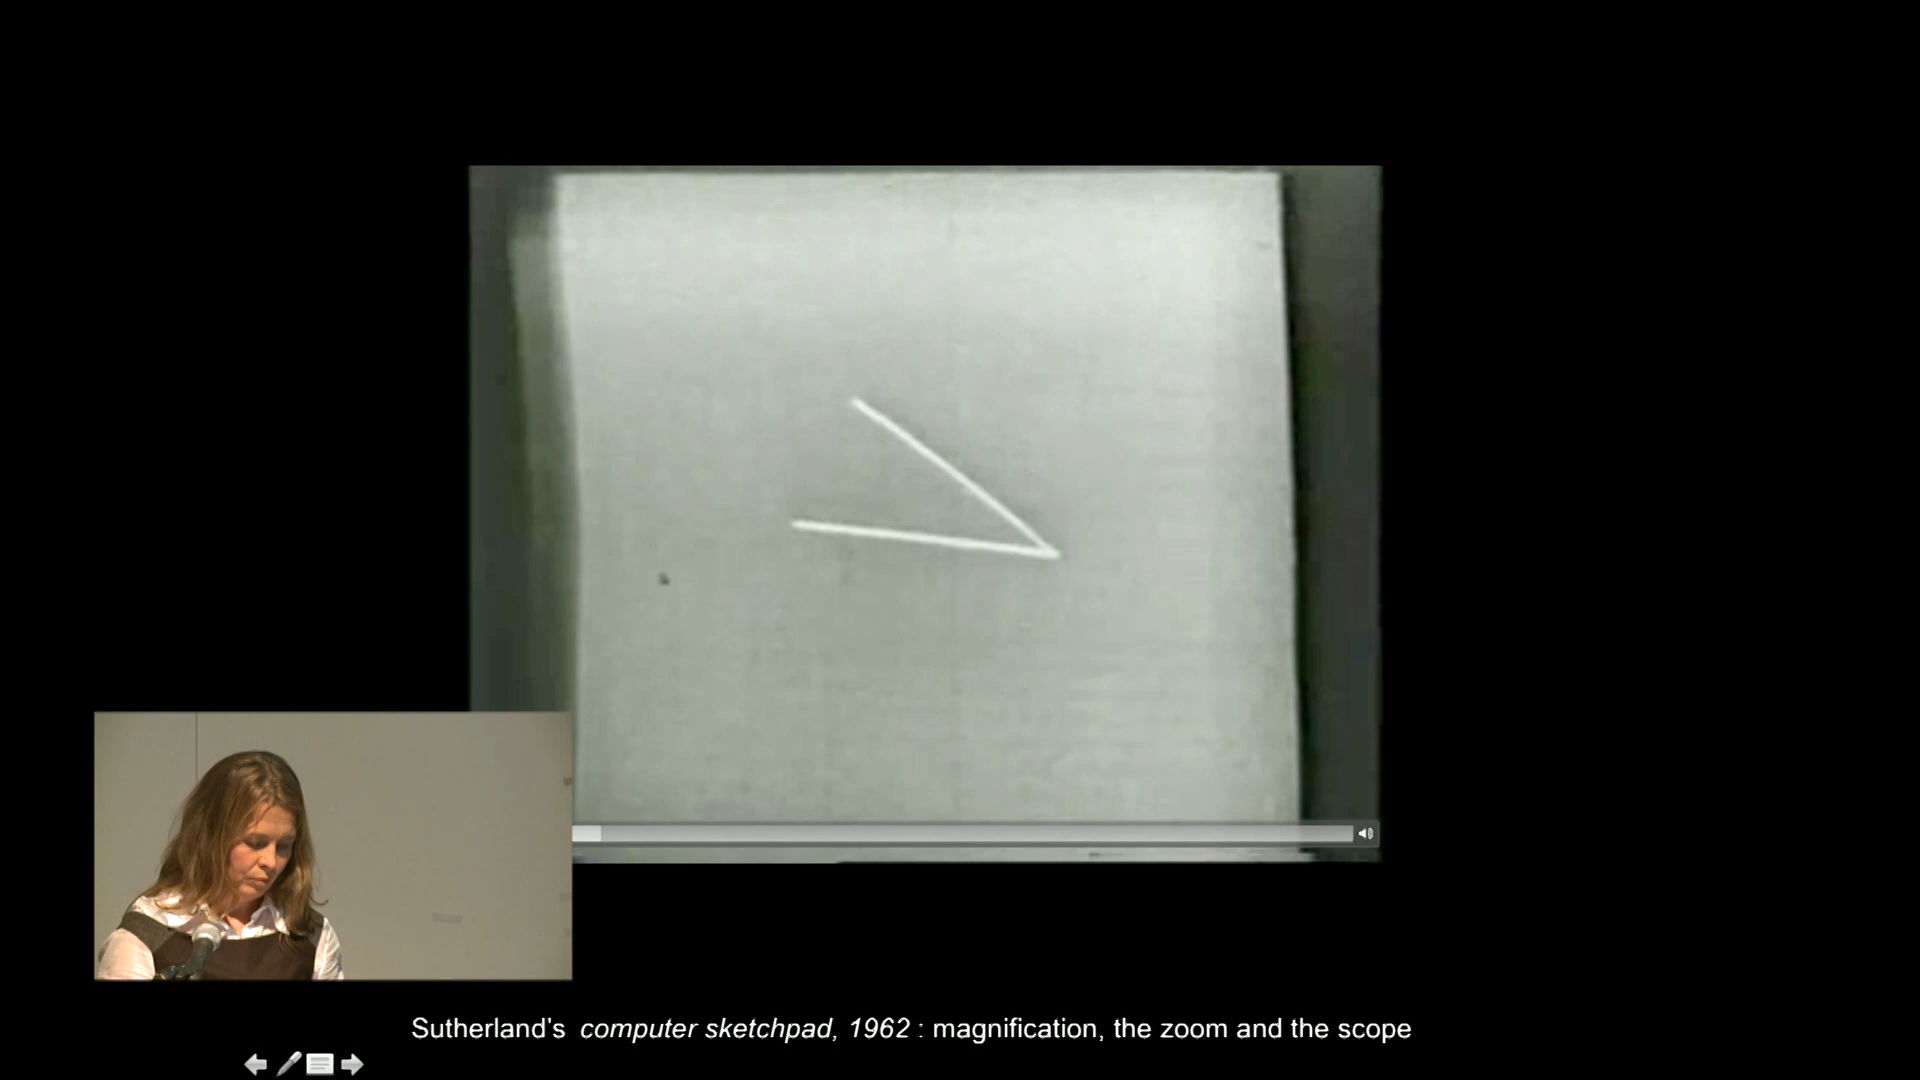 Sutherland's computer sketchpad, 1962 : magnification, the zoom and the scope